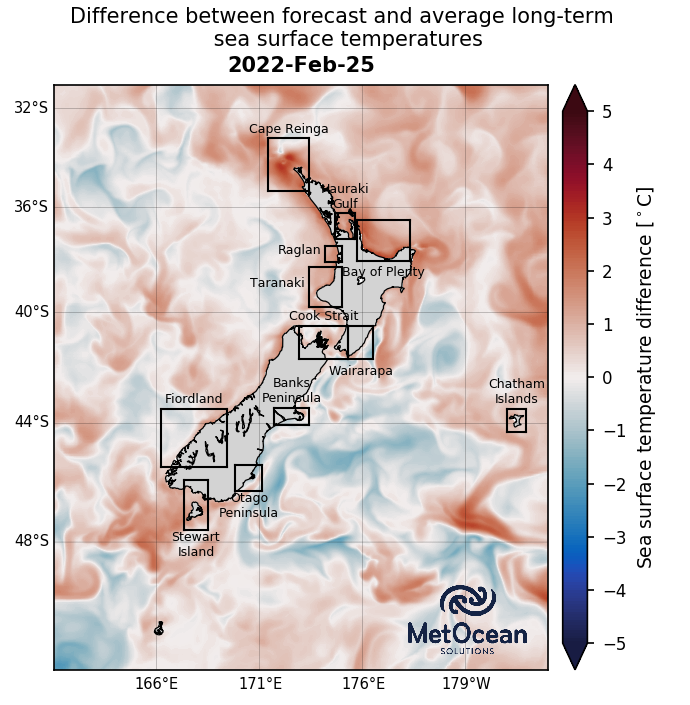 Difference between forecast and average long-term
sea surface temperatures
2022-Feb-25
32°S
36°S
40°S
44°S
48°S
166°E
171°E
176°E
179°W
Cape Reinga
Hauraki
Gulf
Raglan
Bay of Plenty
Taranaki
Cook Strait
Wairarapa
Banks
Peninsula
Fiordland
Chatham
Islands
Otago
Peninsula
Stewart
Island
MetOcean
SOLUTIONS
5
4
3
2
1
0
−1
−2
−3
−4
−5
Sea surface temperature difference [°C]